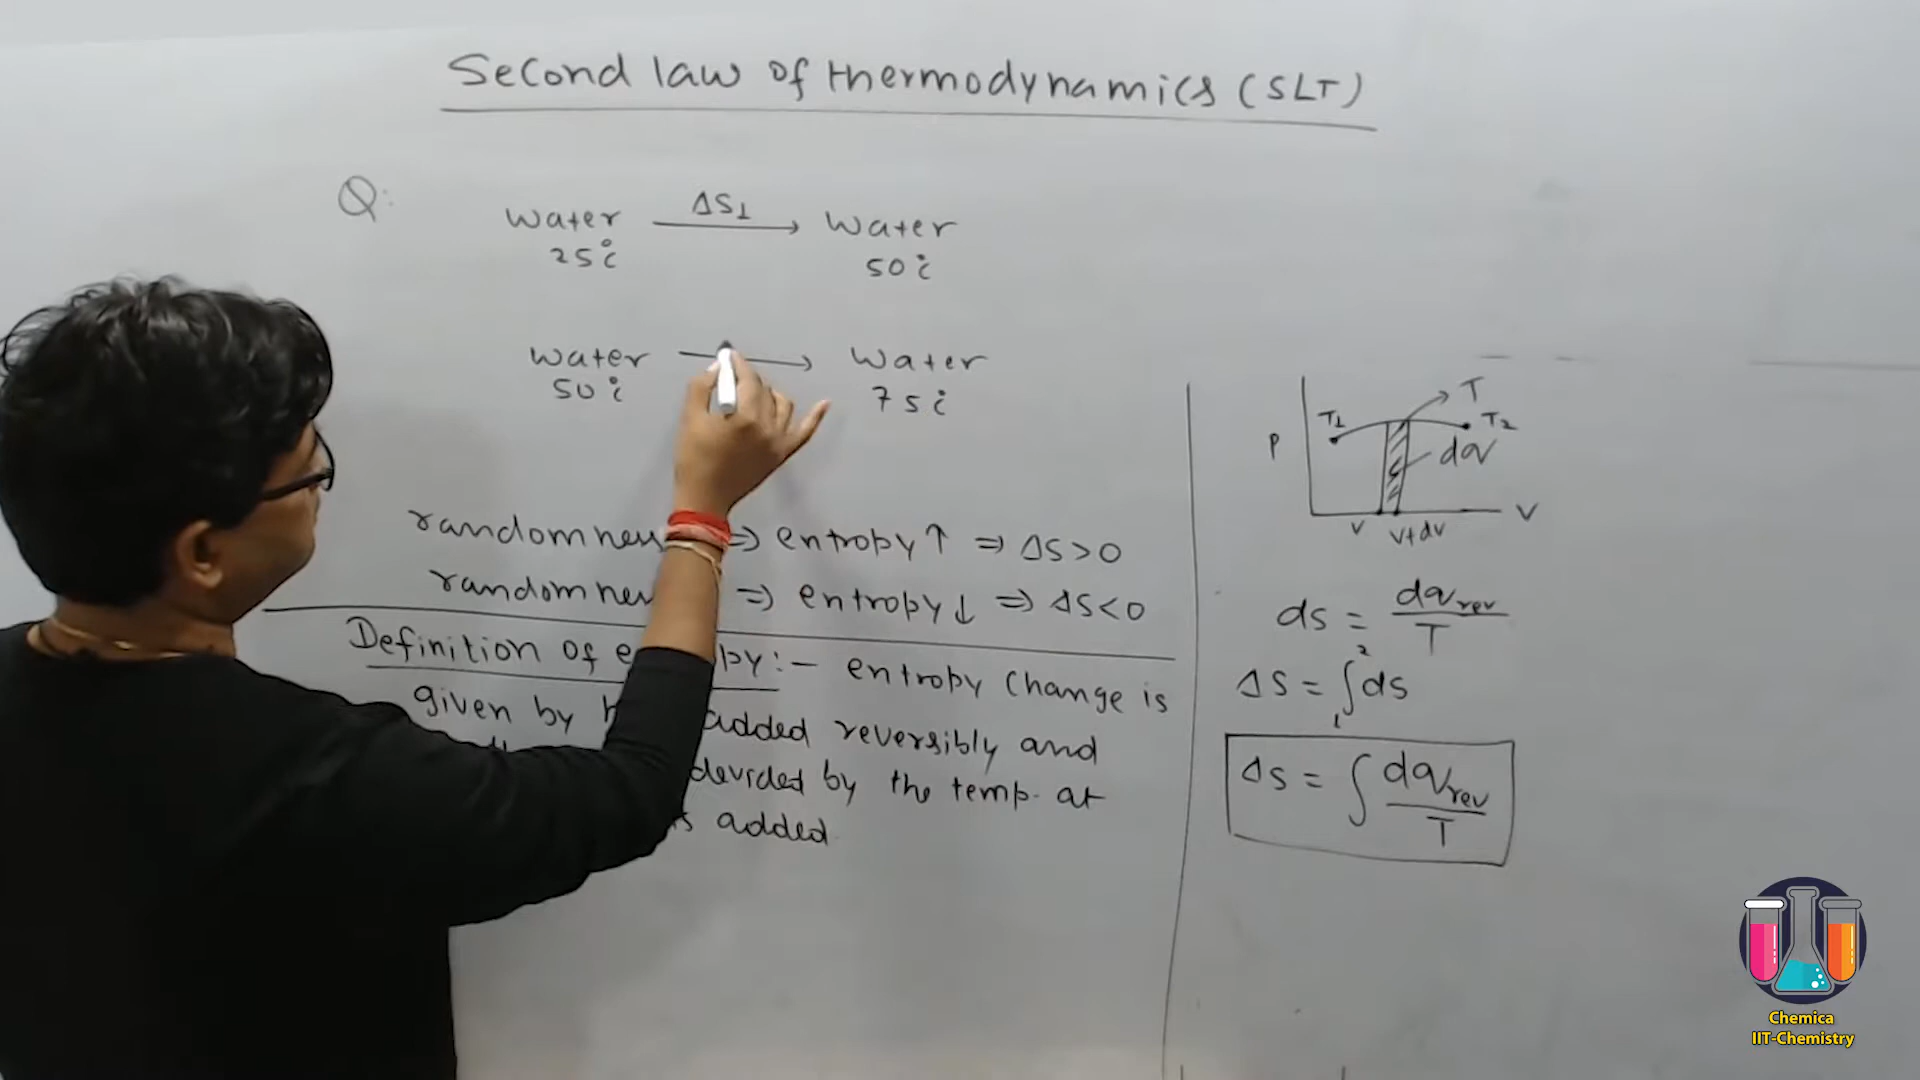 Second law of thermodynamics (SLT)
Q:
water ΔS1 → water
25°C 50°C
water → water
50°C 75°C
⇒ entropy↑ ⇒ ΔS>0
⇒ entropy↓ ⇒ ΔS<0
Definition of :- entropy change is
given by added reversibly and
devided by the temp. at
added
T
T1 T2
P dq
V
V V+dV
ds = dqrev / T
ΔS = ∫₁² ds
ΔS = ∫ dqrev / T
Chemica
IIT-Chemistry